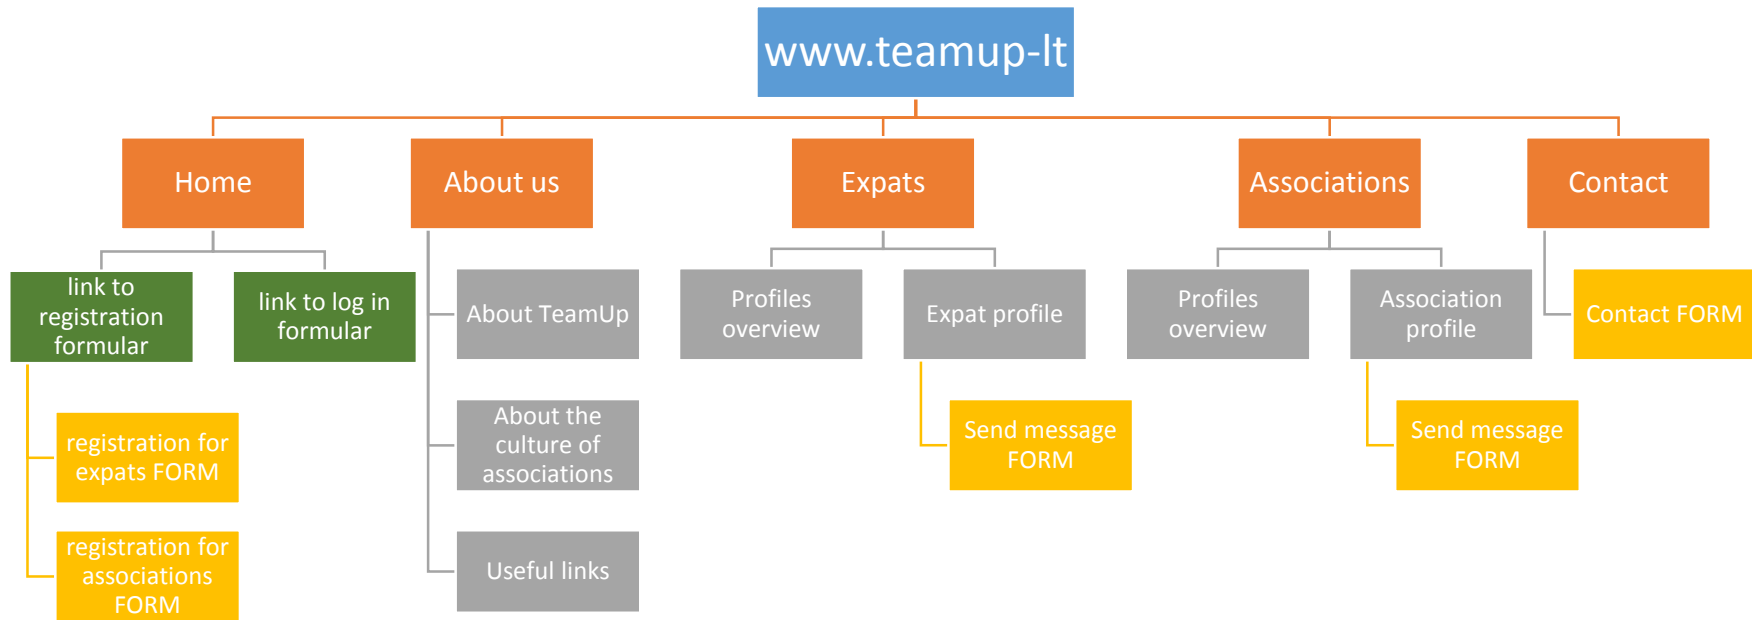 www.teamup-lt
Home
About us
Expats
Associations
Contact
link to
registration
formular
link to log in
formular
About TeamUp
Profiles
overview
Expat profile
Profiles
overview
Association
profile
Contact FORM
registration for
expats FORM
About the
culture of
associations
Send message
FORM
Send message
FORM
registration for
associations
FORM
Useful links